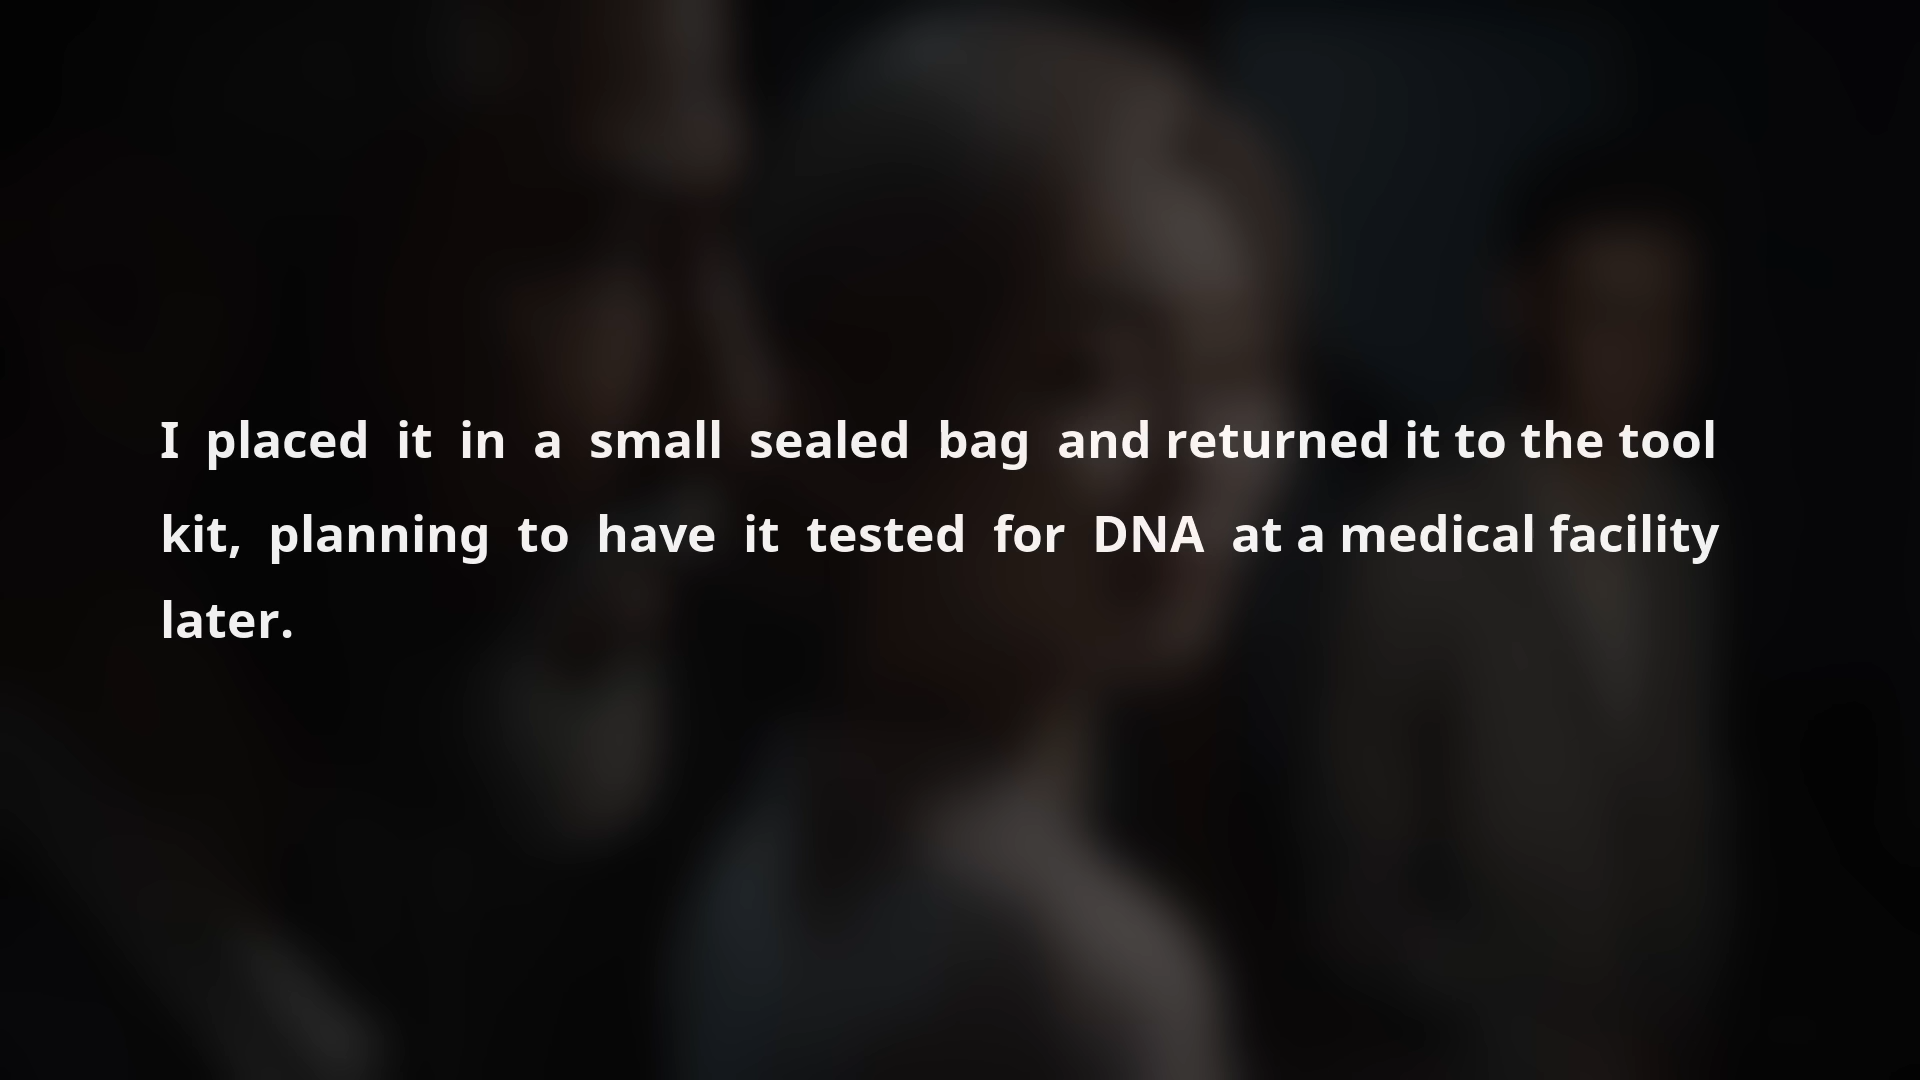 I placed it in a small sealed bag and returned it to the tool
kit, planning to have it tested for DNA at a medical facility
later.